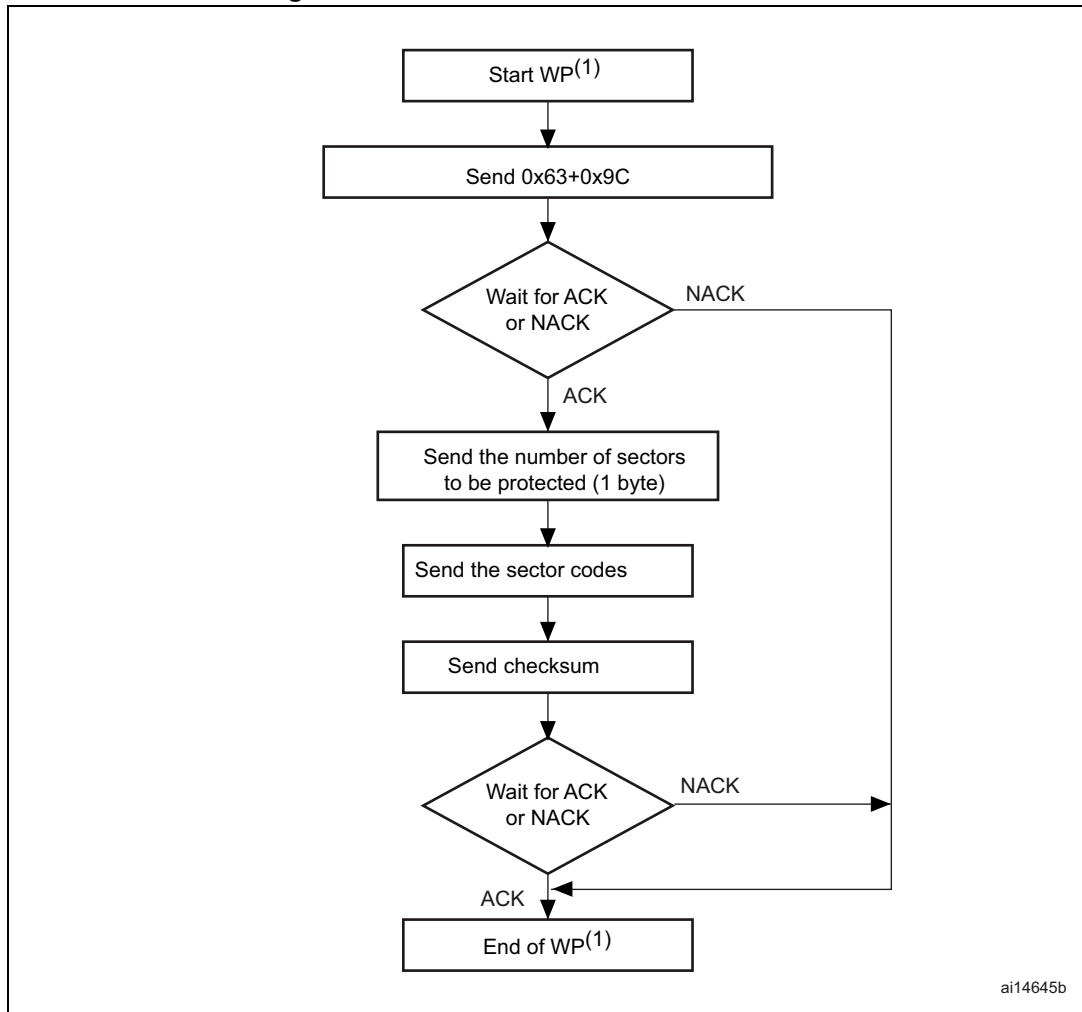 Start WP(1)
Send 0x63+0x9C
Wait for ACK
or NACK
NACK
ACK
Send the number of sectors
to be protected (1 byte)
Send the sector codes
Send checksum
Wait for ACK
or NACK
NACK
ACK
End of WP(1)
ai14645b